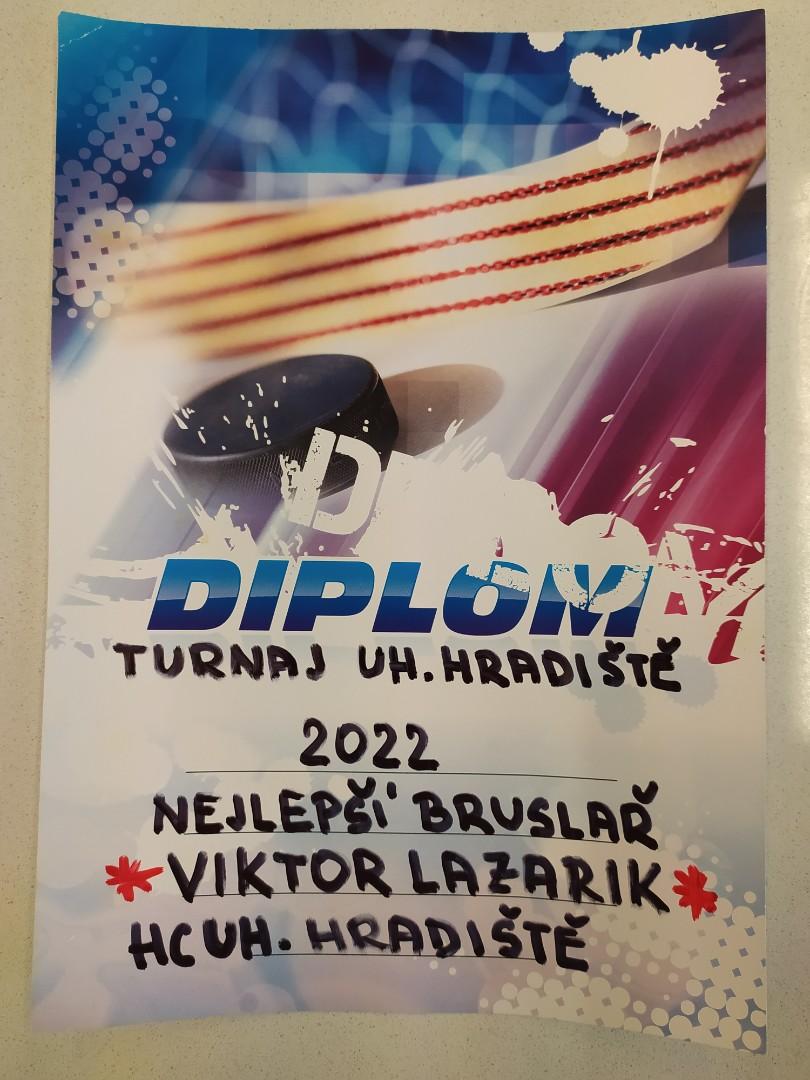 DIPLOM
TURNAJ UH. HRADIŠTĚ
2022
NEJLEPŠÍ BRUSLAŘ
VIKTOR LAZARIK
HC UH. HRADIŠTĚ